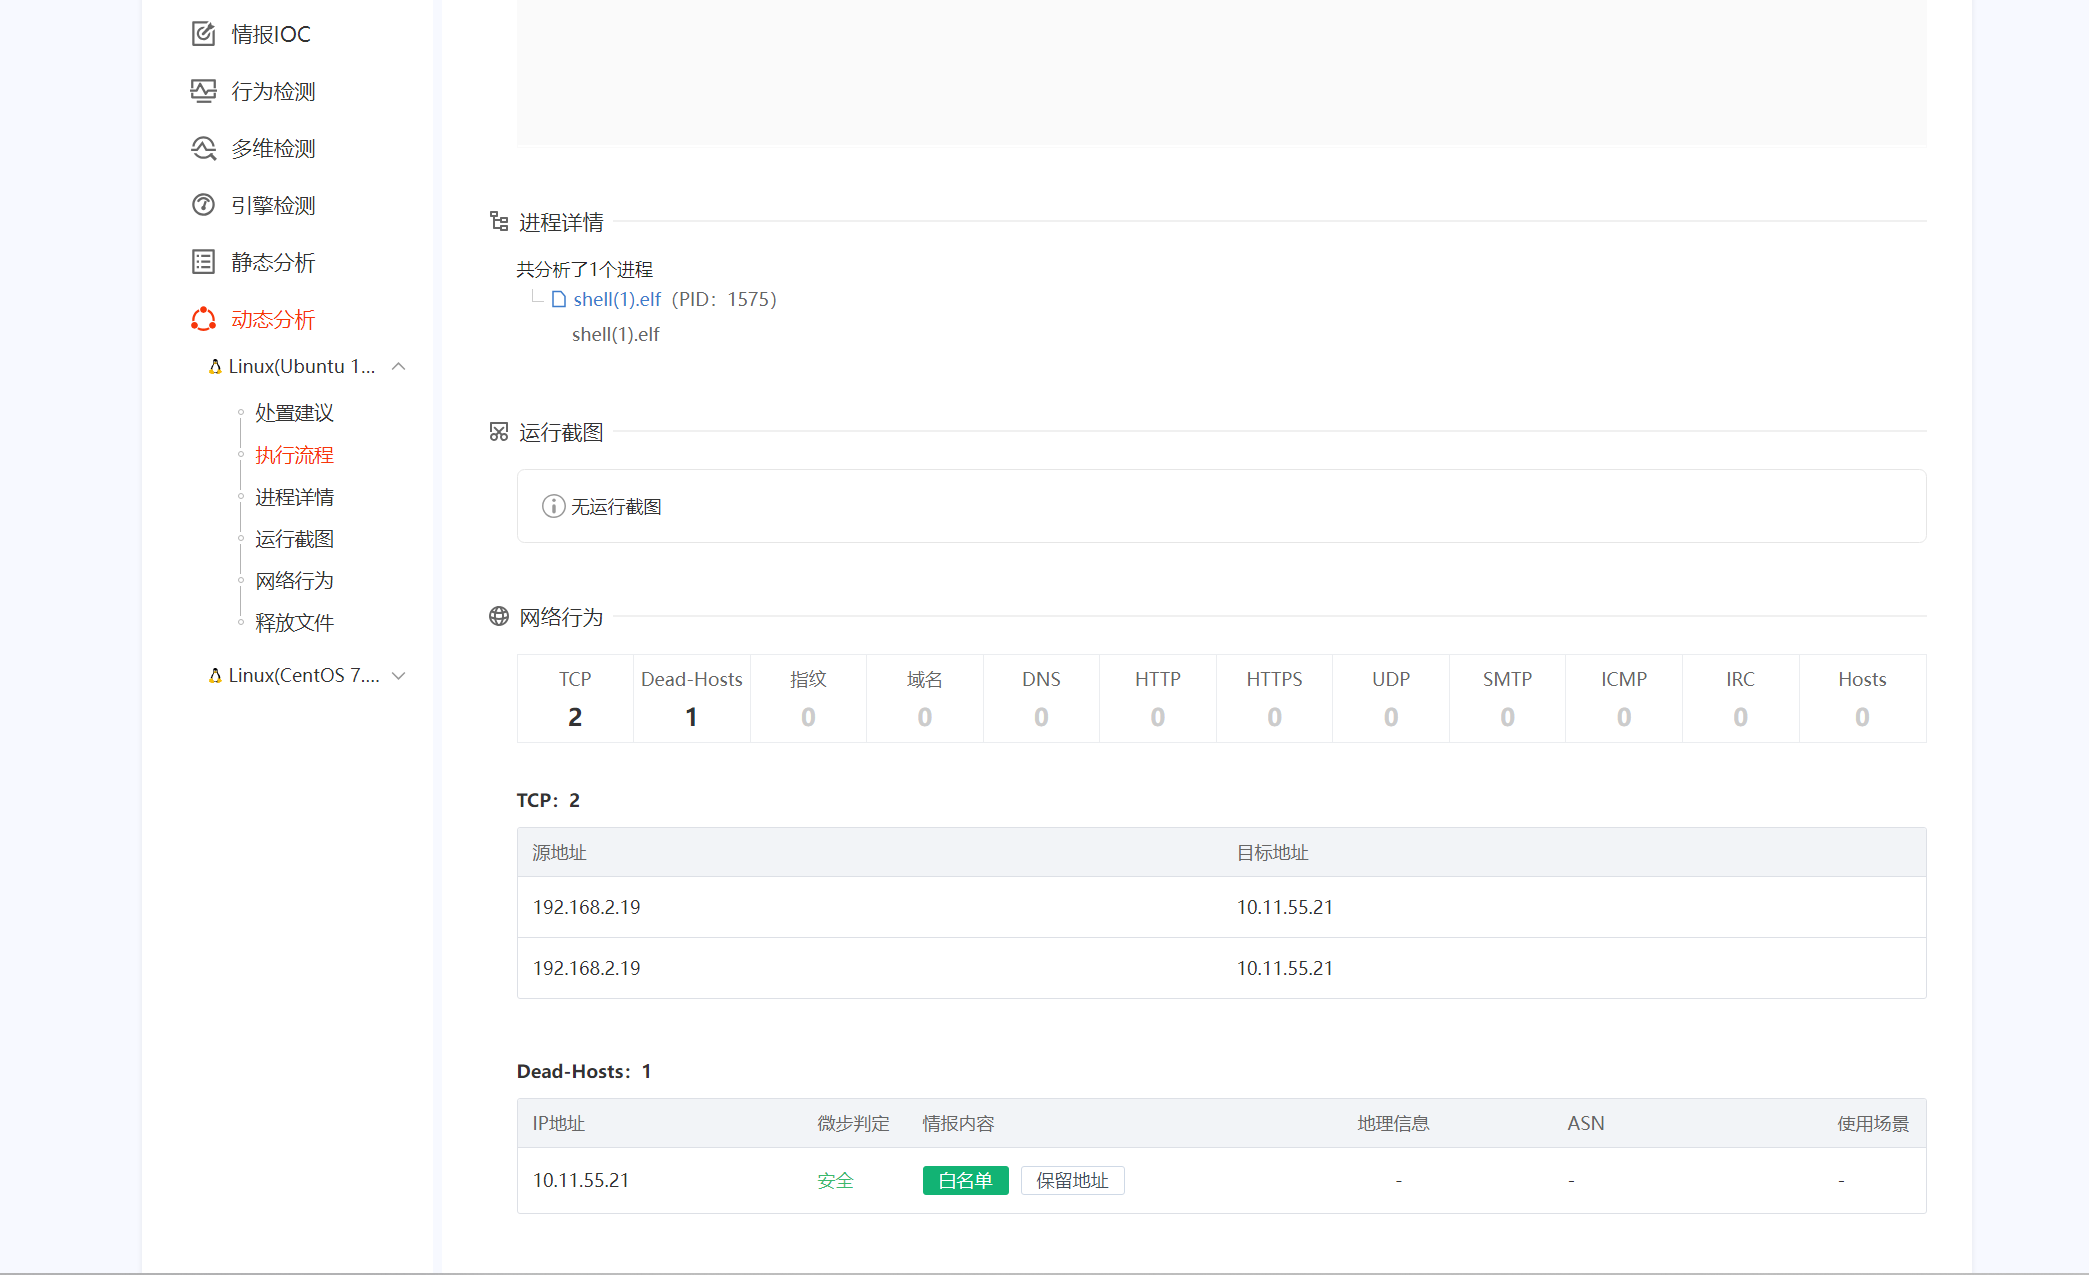 情报IOC
行为检测
多维检测
引擎检测
静态分析
动态分析
Linux(Ubuntu 1...
处置建议
执行流程
进程详情
运行截图
网络行为
释放文件
Linux(CentOS 7....
进程详情
共分析了1个进程
shell(1).elf（PID：1575）
shell(1).elf
运行截图
无运行截图
网络行为
TCP Dead-Hosts 指纹 域名 DNS HTTP HTTPS UDP SMTP ICMP IRC Hosts
2 1 0 0 0 0 0 0 0 0 0 0
TCP：2
源地址 目标地址
192.168.2.19 10.11.55.21
192.168.2.19 10.11.55.21
Dead-Hosts：1
IP地址 微步判定 情报内容 地理信息 ASN 使用场景
10.11.55.21 安全 白名单 保留地址 - - -